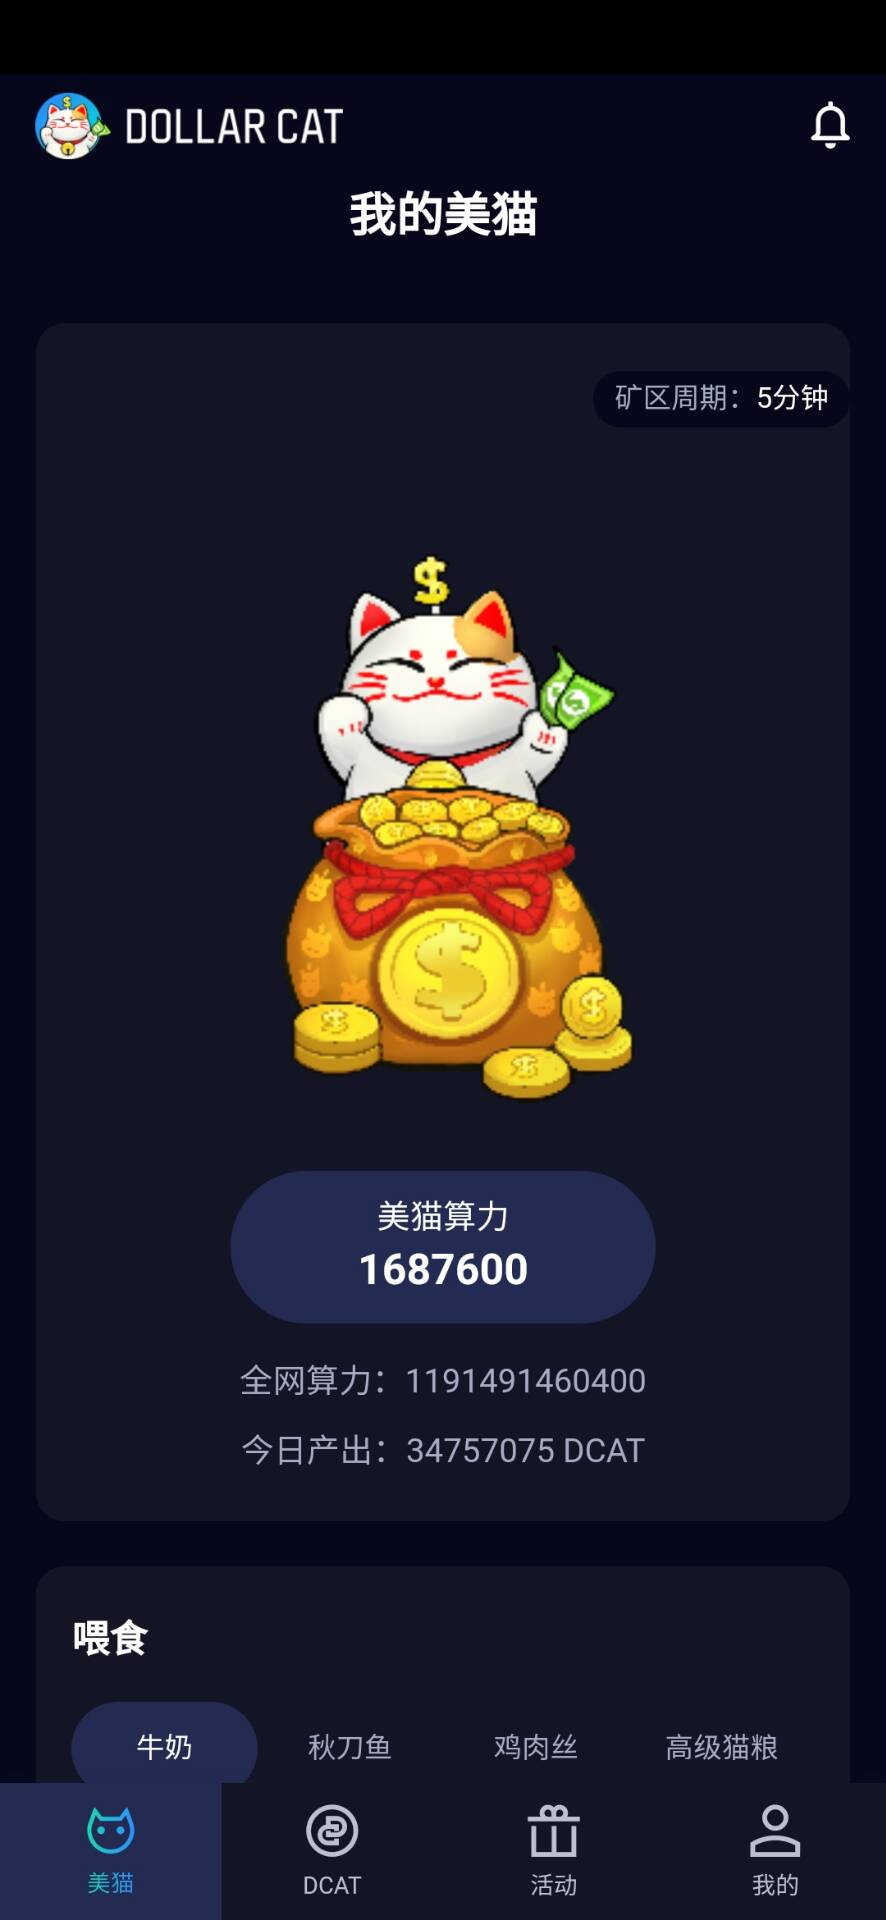 DOLLAR CAT
我的美猫
矿区周期：5分钟
美猫算力
1687600
全网算力：1191491460400
今日产出：34757075 DCAT
喂食
牛奶 秋刀鱼 鸡肉丝 高级猫粮
美猫 DCAT 活动 我的